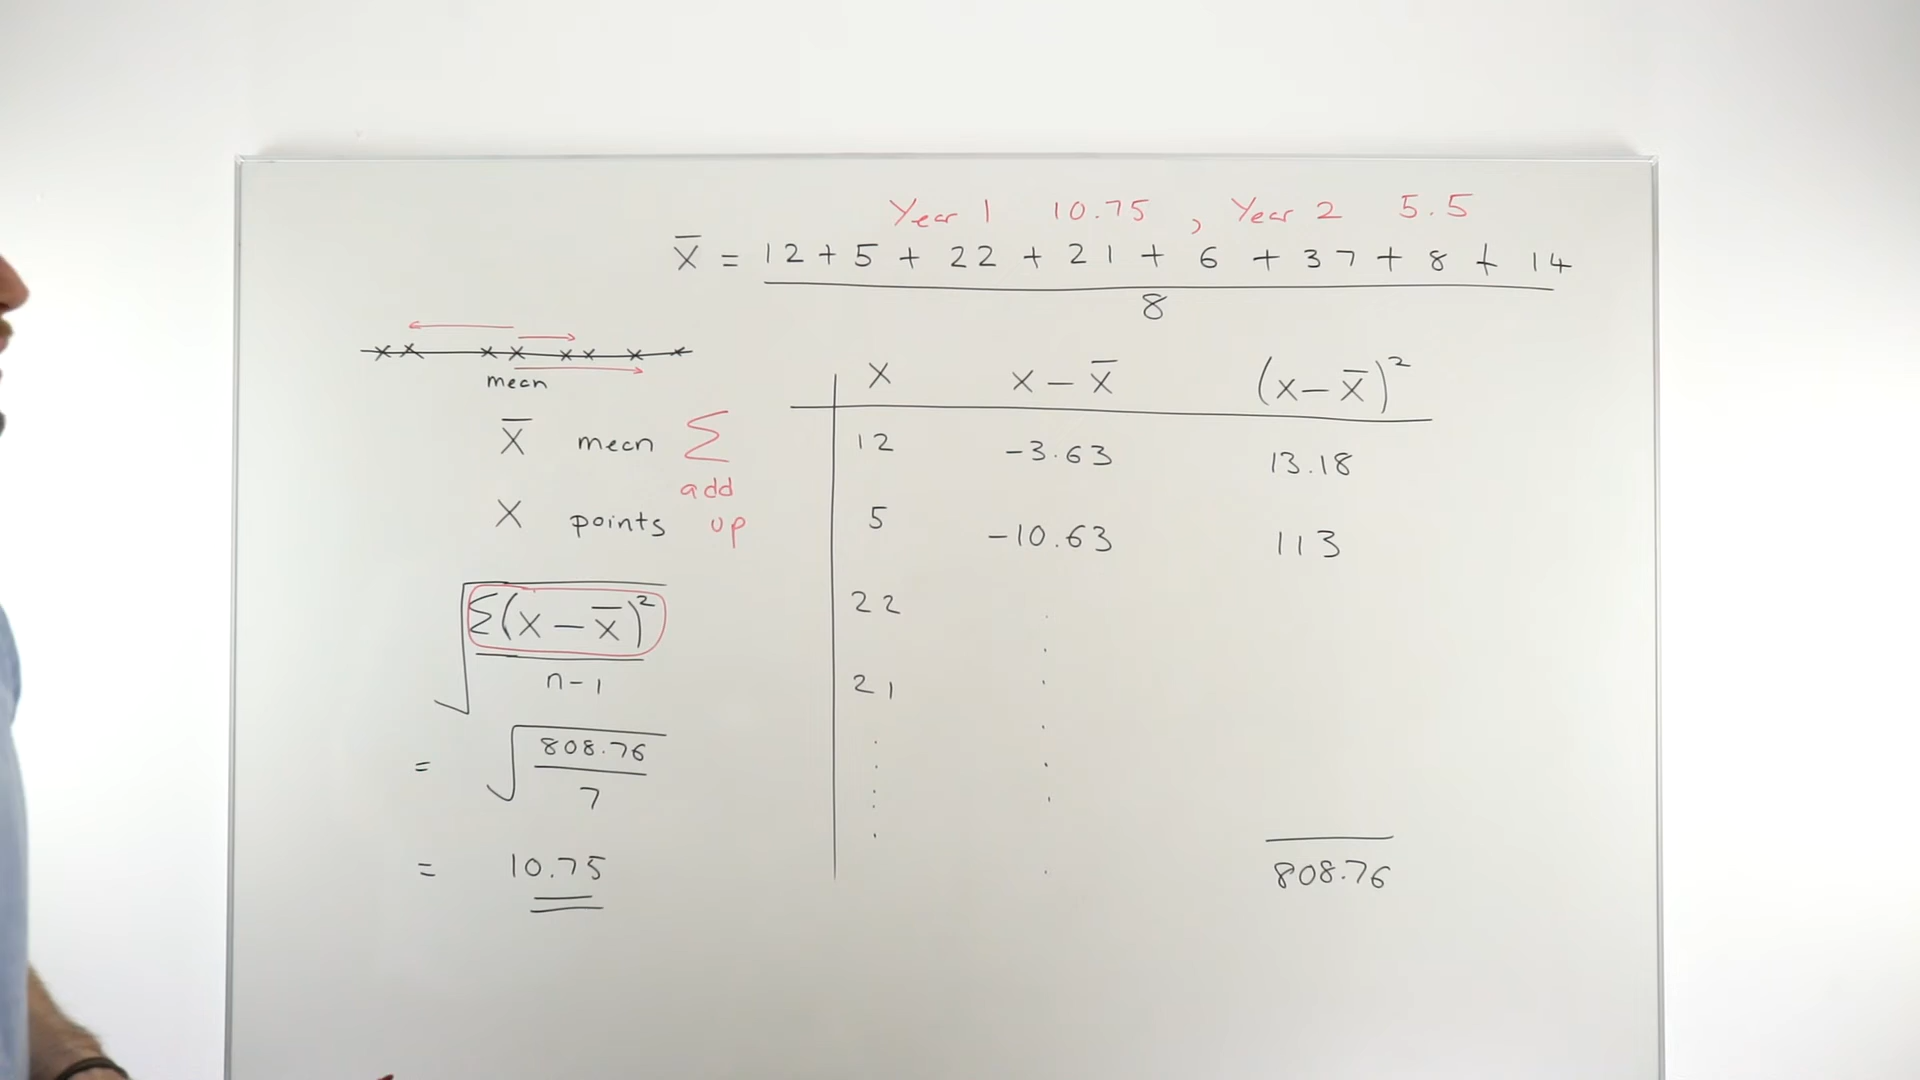 Year 1 10.75 , Year 2 5.5
X̅ = 12 + 5 + 22 + 21 + 6 + 37 + 8 + 14
8
mean
X̅ mean Σ
add
X points up
√
Σ(x − x̅)²
n − 1
= √
808.76
7
= 10.75
X X − X̅ (x − x̅)²
12 −3.63 13.18
5 −10.63 113
22
21
808.76